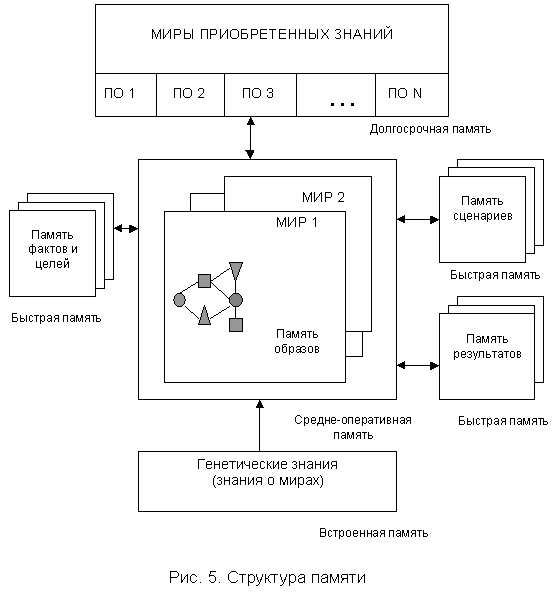 МИРЫ ПРИОБРЕТЕННЫХ ЗНАНИЙ
ПО 1
ПО 2
ПО 3
...
ПО N
Долгосрочная память
МИР 2
МИР 1
Память
образов
Память
фактов и
целей
Быстрая память
Память
сценариев
Быстрая память
Память
результатов
Быстрая память
Средне-оперативная
память
Генетические знания
(знания о мирах)
Встроенная память
Рис. 5. Структура памяти